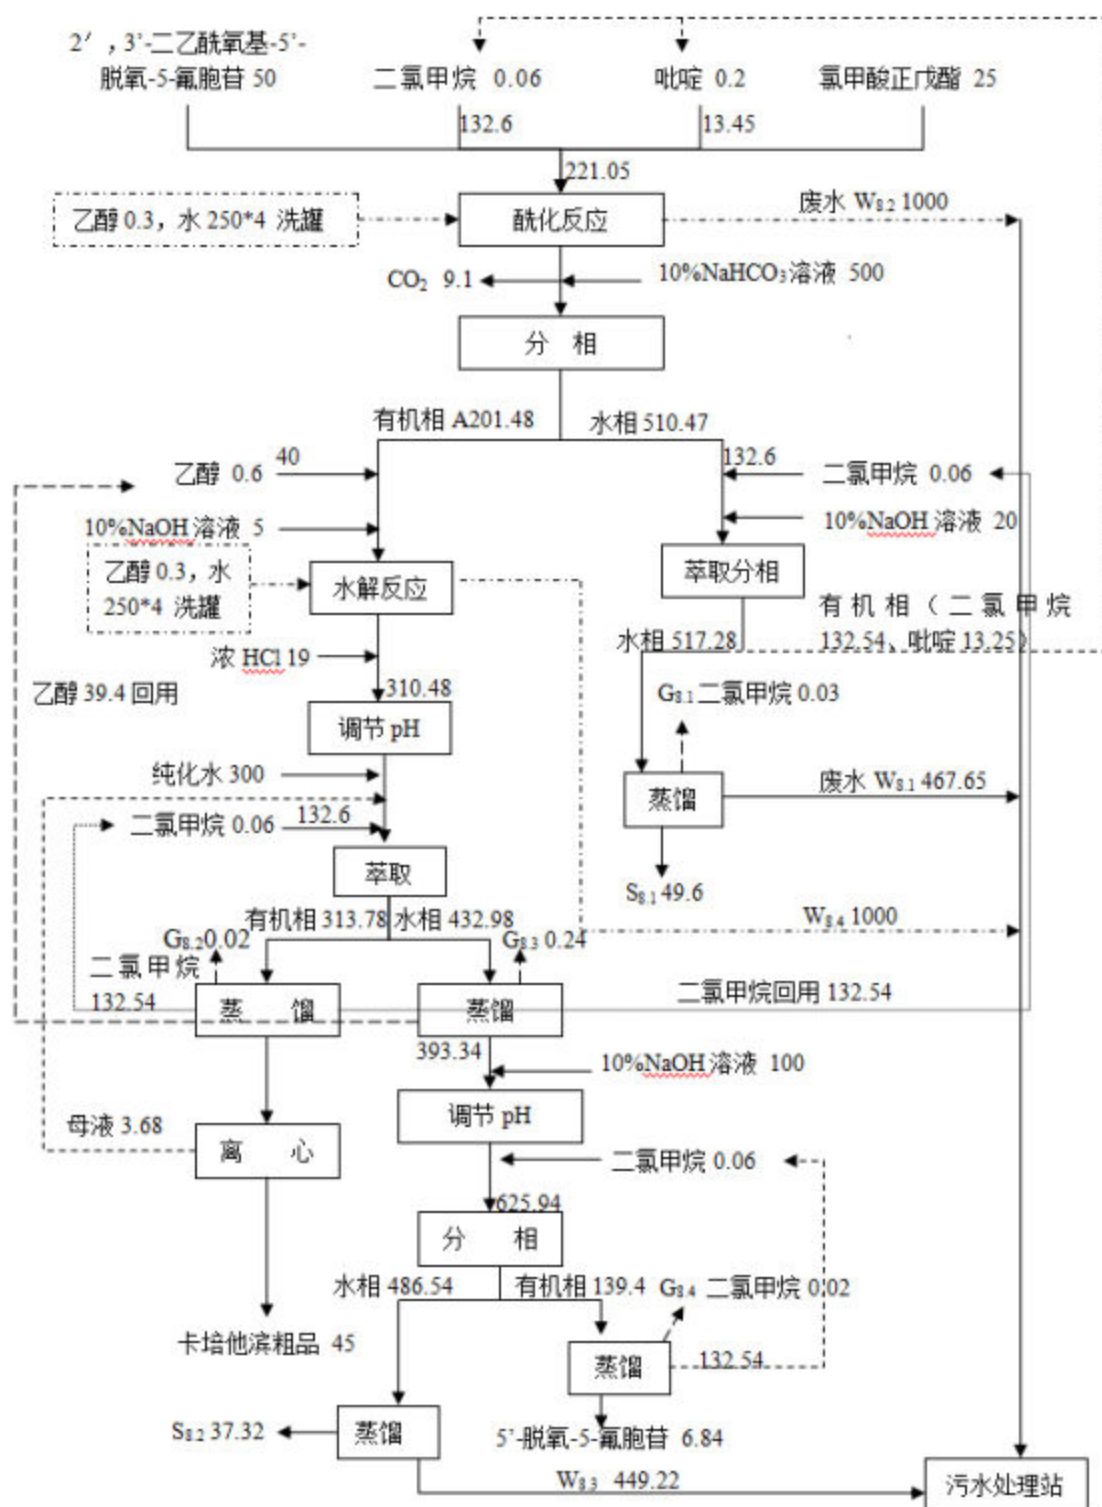 2′,3'-二乙酰氧基-5'-
脱氧-5-氟胞苷 50
二氯甲烷 0.06
吡啶 0.2
氯甲酸正戊酯 25
132.6
13.45
221.05
乙醇 0.3，水 250*4 洗罐
酰化反应
废水 W8.2 1000
CO2 9.1
10%NaHCO3溶液 500
分 相
有机相 A201.48
水相 510.47
乙醇 0.6
40
132.6
二氯甲烷 0.06
10%NaOH 溶液 5
10%NaOH 溶液 20
乙醇 0.3，水
250*4 洗罐
水解反应
萃取分相
有机相（二氯甲烷
132.54、吡啶 13.25）
水相 517.28
浓 HCl 19
310.48
乙醇 39.4 回用
G8.1 二氯甲烷 0.03
调节 pH
纯化水 300
蒸馏
废水 W8.1 467.65
二氯甲烷 0.06
132.6
萃取
S8.1 49.6
有机相 313.78
水相 432.98
W8.4 1000
G8.2 0.02
G8.3 0.24
二氯甲烷
132.54
蒸 馏
蒸馏
二氯甲烷回用 132.54
393.34
10%NaOH 溶液 100
调节 pH
母液 3.68
离 心
二氯甲烷 0.06
625.94
分 相
水相 486.54
有机相 139.4
G8.4 二氯甲烷 0.02
卡培他滨粗品 45
蒸馏
132.54
S8.2 37.32
蒸馏
5'-脱氧-5-氟胞苷 6.84
W8.3 449.22
污水处理站